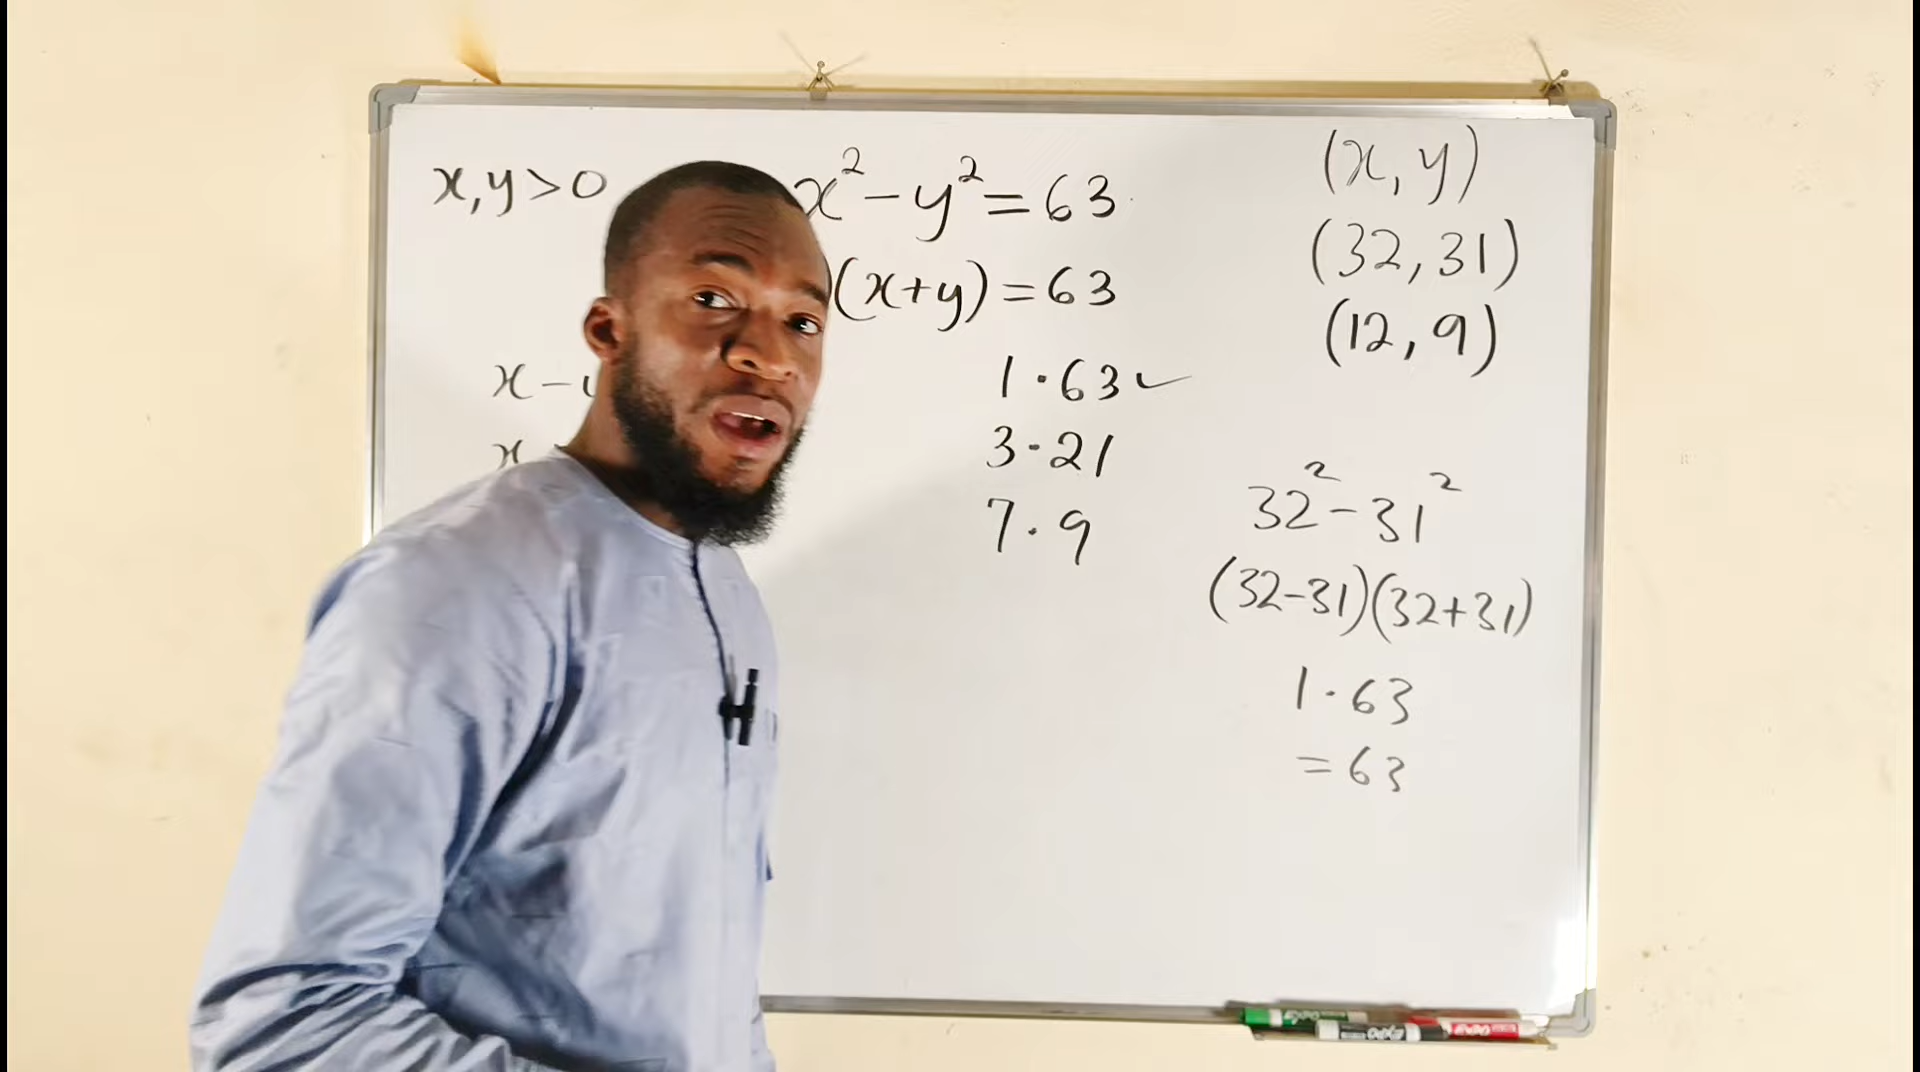 x, y > 0
x² - y² = 63
(x+y) = 63
x -
x
1 · 63 ✓
3 · 21
7 · 9
(x, y)
(32, 31)
(12, 9)
32² - 31²
(32-31)(32+31)
1 · 63
= 63